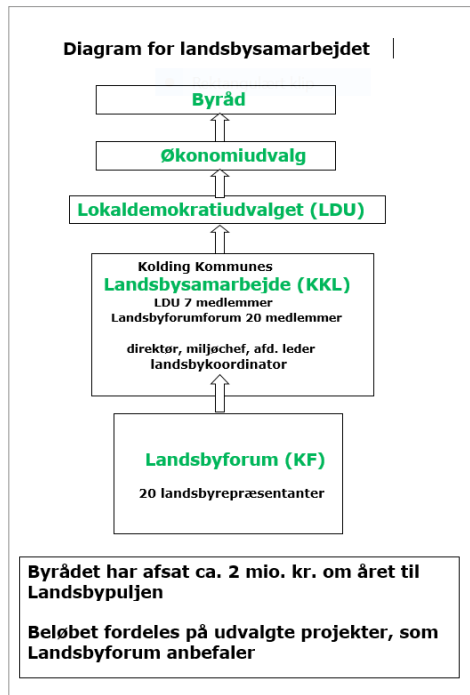 Diagram for landsbysamarbejdet
Byråd
Økonomiudvalg
Lokaldemokratiudvalget (LDU)
Kolding Kommunes
Landsbysamarbejde (KKL)
LDU 7 medlemmer
Landsbyforumforum 20 medlemmer
direktør, miljøchef, afd. leder
landsbykoordinator
Landsbyforum (KF)
20 landsbyrepræsentanter
Byrådet har afsat ca. 2 mio. kr. om året til
Landsbypuljen
Beløbet fordeles på udvalgte projekter, som
Landsbyforum anbefaler